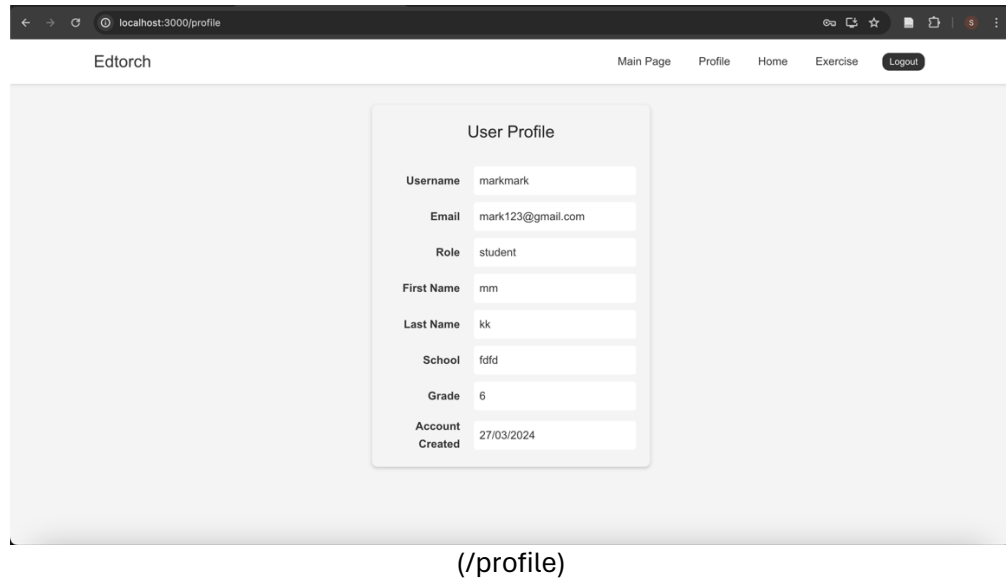 localhost:3000/profile
S
Edtorch
Main Page Profile Home Exercise Logout
User Profile
Username markmark
Email mark123@gmail.com
Role student
First Name mm
Last Name kk
School fdfd
Grade 6
Account
Created 27/03/2024
(/profile)